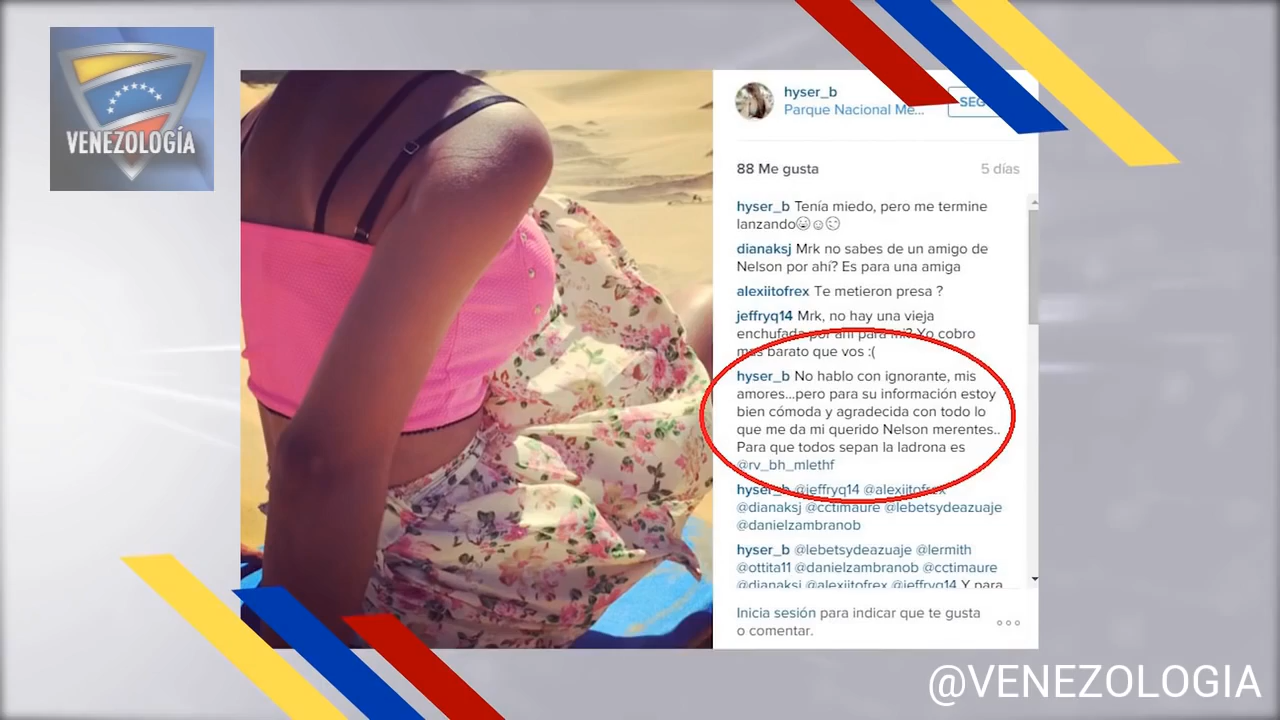 VENEZOLOGÍA
hyser_b
Parque Nacional Me...
SEG
88 Me gusta
5 días
hyser_b Tenía miedo, pero me termine
lanzando😩☺😏
dianaksj Mrk no sabes de un amigo de
Nelson por ahí? Es para una amiga
alexiitofrex Te metieron presa ?
jeffryq14 Mrk, no hay una vieja
enchufada por ahí para mi? Yo cobro
mas barato que vos :(
hyser_b No hablo con ignorante, mis
amores...pero para su información estoy
bien cómoda y agradecida con todo lo
que me da mi querido Nelson merentes..
Para que todos sepan la ladrona es
@rv_bh_mlethf
hyser_b @jeffryq14 @alexiitofrex
@dianaksj @cctimaure @lebetsydeazuaje
@danielzambranob
hyser_b @lebetsydeazuaje @lermith
@ottita11 @danielzambranob @cctimaure
@dianaksj @alexiitofrex @jeffryq14 Y para
Inicia sesión para indicar que te gusta
o comentar.
@VENEZOLOGIA